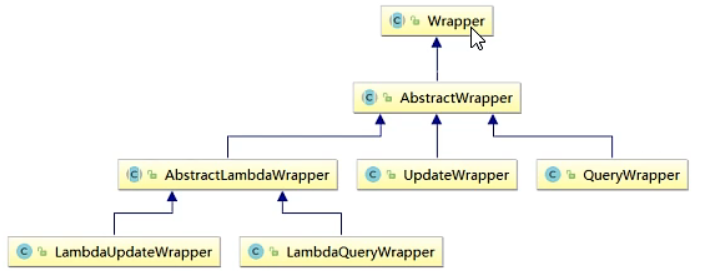 Wrapper
AbstractWrapper
AbstractLambdaWrapper
UpdateWrapper
QueryWrapper
LambdaUpdateWrapper
LambdaQueryWrapper